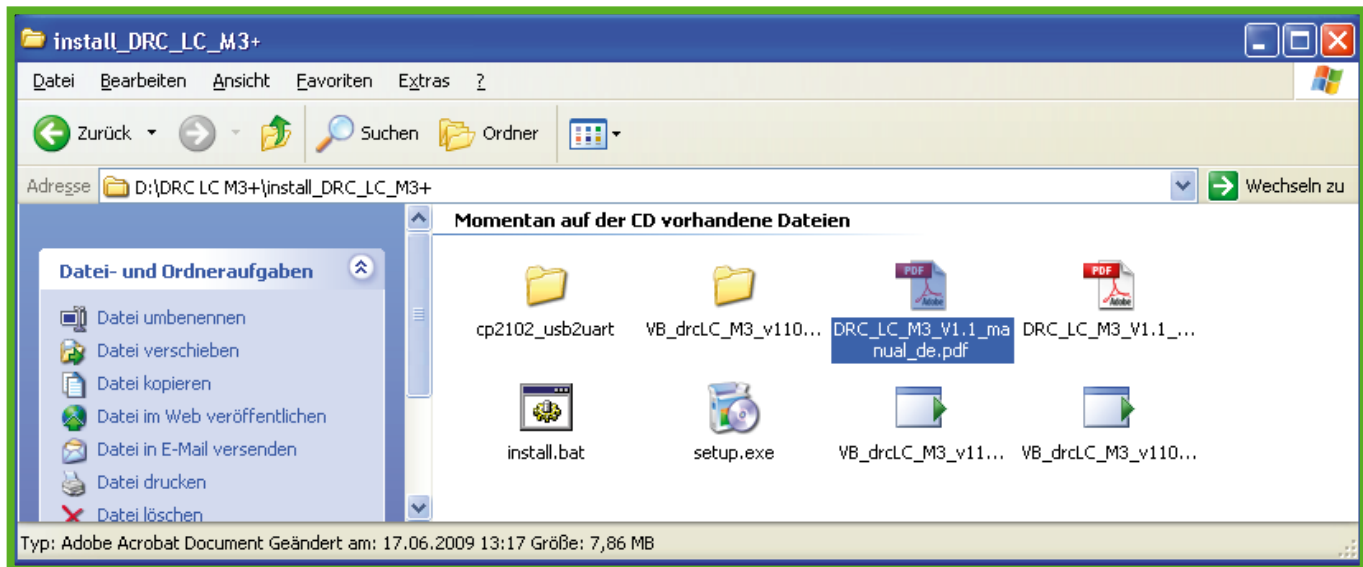 install_DRC_LC_M3+
Datei Bearbeiten Ansicht Favoriten Extras ?
Zurück Suchen Ordner
Adresse D:\DRC LC M3+\install_DRC_LC_M3+ Wechseln zu
Momentan auf der CD vorhandene Dateien
Datei- und Ordneraufgaben
Datei umbenennen
Datei verschieben
Datei kopieren
Datei im Web veröffentlichen
Datei in E-Mail versenden
Datei drucken
Datei löschen
PDF
Adobe
PDF
Adobe
cp2102_usb2uart VB_drcLC_M3_v110... DRC_LC_M3_V1.1_ma DRC_LC_M3_V1.1_...
nual_de.pdf
install.bat setup.exe VB_drcLC_M3_v11... VB_drcLC_M3_v110...
Typ: Adobe Acrobat Document Geändert am: 17.06.2009 13:17 Größe: 7,86 MB